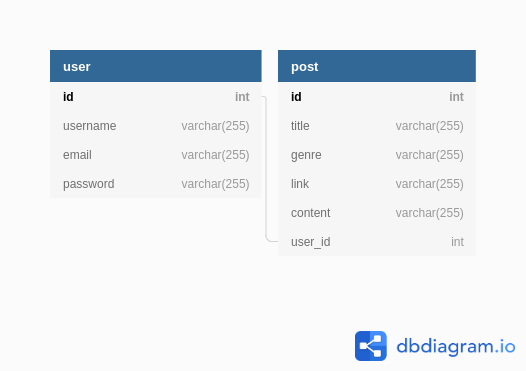 user
id int
username varchar(255)
email varchar(255)
password varchar(255)
post
id int
title varchar(255)
genre varchar(255)
link varchar(255)
content varchar(255)
user_id int
dbdiagram.io